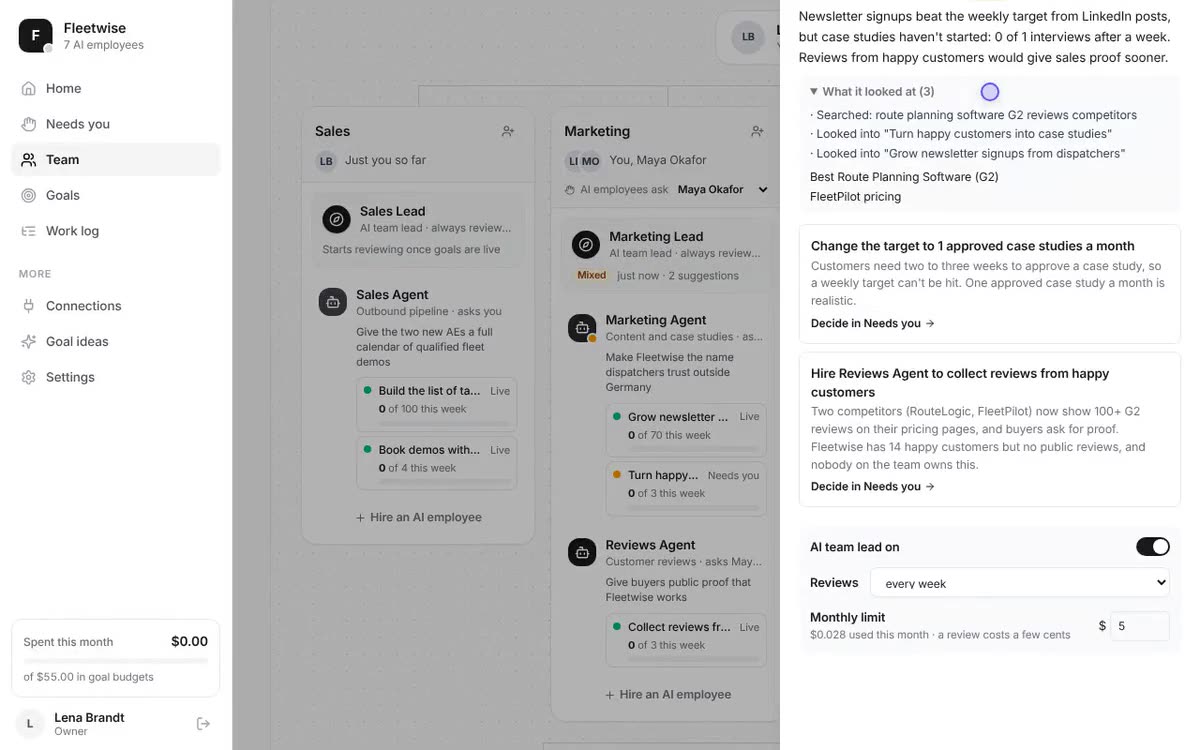 F
Fleetwise
7 AI employees
Home
Needs you
Team
Goals
Work log
MORE
Connections
Goal ideas
Settings
Spent this month $0.00
of $55.00 in goal budgets
L
Lena Brandt
Owner
LB
Sales
LB Just you so far
Sales Lead
AI team lead · always review...
Starts reviewing once goals are live
Sales Agent
Outbound pipeline · asks you
Give the two new AEs a full
calendar of qualified fleet
demos
Build the list of ta... Live
0 of 100 this week
Book demos with... Live
0 of 4 this week
+ Hire an AI employee
Marketing
LI MO You, Maya Okafor
AI employees ask Maya Okafor
Marketing Lead
AI team lead · always review...
Mixed just now · 2 suggestions
Marketing Agent
Content and case studies · as...
Make Fleetwise the name
dispatchers trust outside
Germany
Grow newsletter ... Live
0 of 70 this week
Turn happy... Needs you
0 of 3 this week
Reviews Agent
Customer reviews · asks May...
Give buyers public proof that
Fleetwise works
Collect reviews fr... Live
0 of 3 this week
+ Hire an AI employee
Newsletter signups beat the weekly target from LinkedIn posts,
but case studies haven't started: 0 of 1 interviews after a week.
Reviews from happy customers would give sales proof sooner.
▼ What it looked at (3)
· Searched: route planning software G2 reviews competitors
· Looked into "Turn happy customers into case studies"
· Looked into "Grow newsletter signups from dispatchers"
Best Route Planning Software (G2)
FleetPilot pricing
Change the target to 1 approved case studies a month
Customers need two to three weeks to approve a case study, so
a weekly target can't be hit. One approved case study a month is
realistic.
Decide in Needs you →
Hire Reviews Agent to collect reviews from happy
customers
Two competitors (RouteLogic, FleetPilot) now show 100+ G2
reviews on their pricing pages, and buyers ask for proof.
Fleetwise has 14 happy customers but no public reviews, and
nobody on the team owns this.
Decide in Needs you →
AI team lead on
Reviews every week
Monthly limit
$0.028 used this month · a review costs a few cents
$ 5